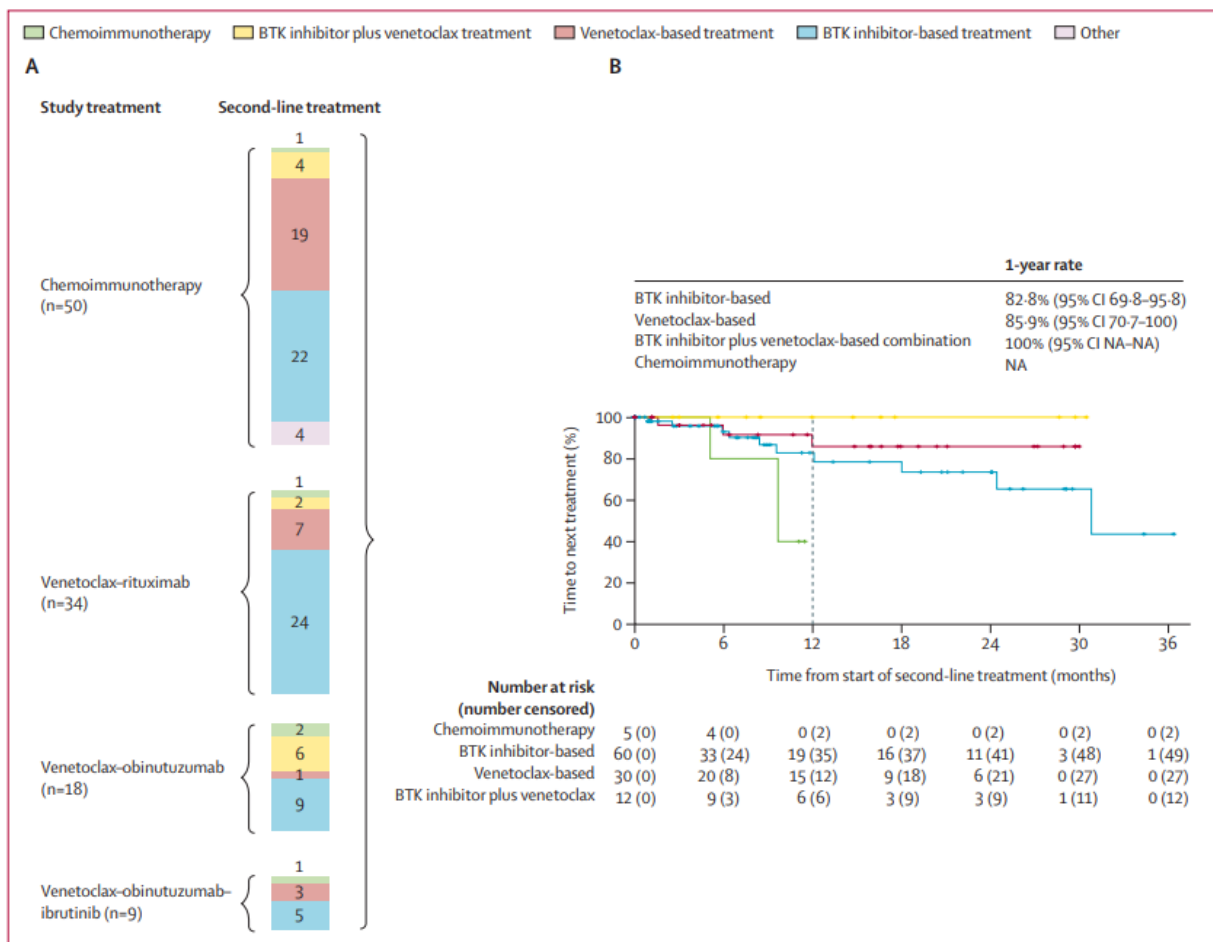 Chemoimmunotherapy BTK inhibitor plus venetoclax treatment Venetoclax-based treatment BTK inhibitor-based treatment Other
A
Study treatment Second-line treatment
1
4
19
Chemoimmunotherapy
(n=50)
22
4
1
2
7
Venetoclax–rituximab
(n=34)
24
2
6
Venetoclax–obinutuzumab
(n=18)
1
9
1
Venetoclax–obinutuzumab–
ibrutinib (n=9)
3
5
B
1-year rate
BTK inhibitor-based 82·8% (95% CI 69·8–95·8)
Venetoclax-based 85·9% (95% CI 70·7–100)
BTK inhibitor plus venetoclax-based combination 100% (95% CI NA–NA)
Chemoimmunotherapy NA
Time to next treatment (%)
100
80
60
40
20
0
0 6 12 18 24 30 36
Time from start of second-line treatment (months)
Number at risk
(number censored)
Chemoimmunotherapy 5 (0) 4 (0) 0 (2) 0 (2) 0 (2) 0 (2) 0 (2)
BTK inhibitor-based 60 (0) 33 (24) 19 (35) 16 (37) 11 (41) 3 (48) 1 (49)
Venetoclax-based 30 (0) 20 (8) 15 (12) 9 (18) 6 (21) 0 (27) 0 (27)
BTK inhibitor plus venetoclax 12 (0) 9 (3) 6 (6) 3 (9) 3 (9) 1 (11) 0 (12)